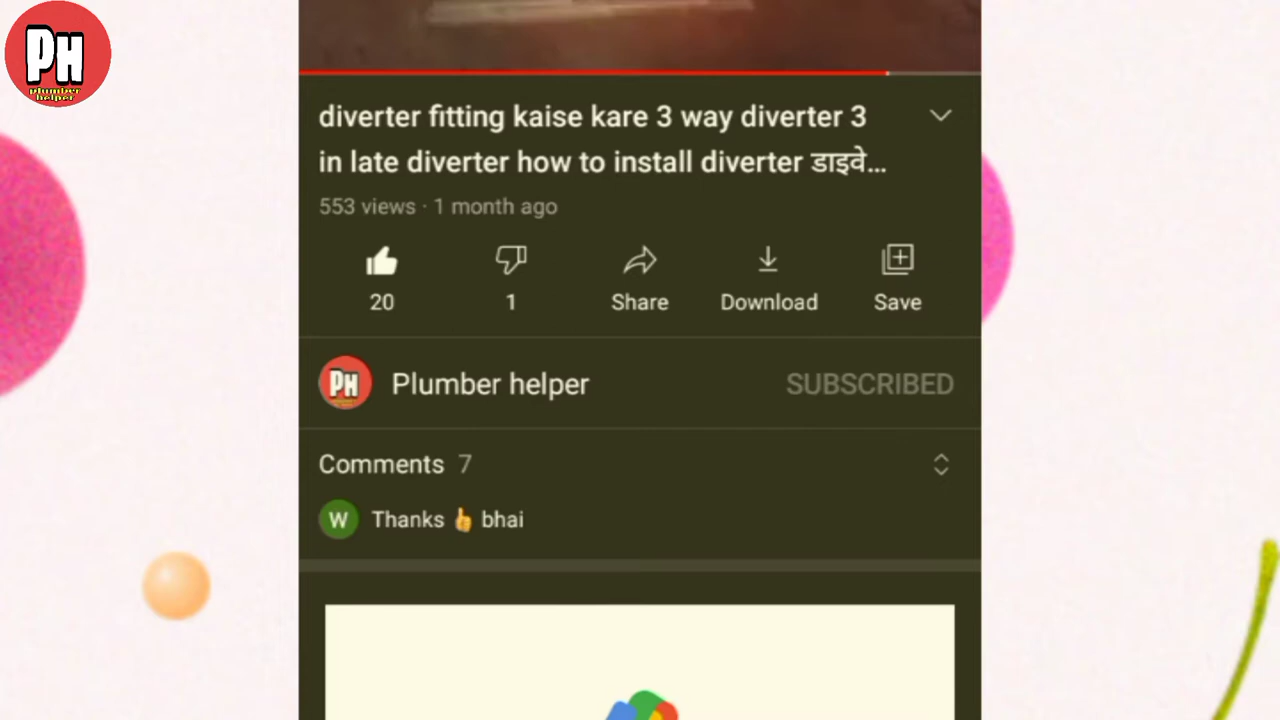 PH
plumber
helper
diverter fitting kaise kare 3 way diverter 3
in late diverter how to install diverter डाइवे...
553 views · 1 month ago
20
1
Share
Download
Save
PH
Plumber helper
SUBSCRIBED
Comments 7
W
Thanks 👍 bhai